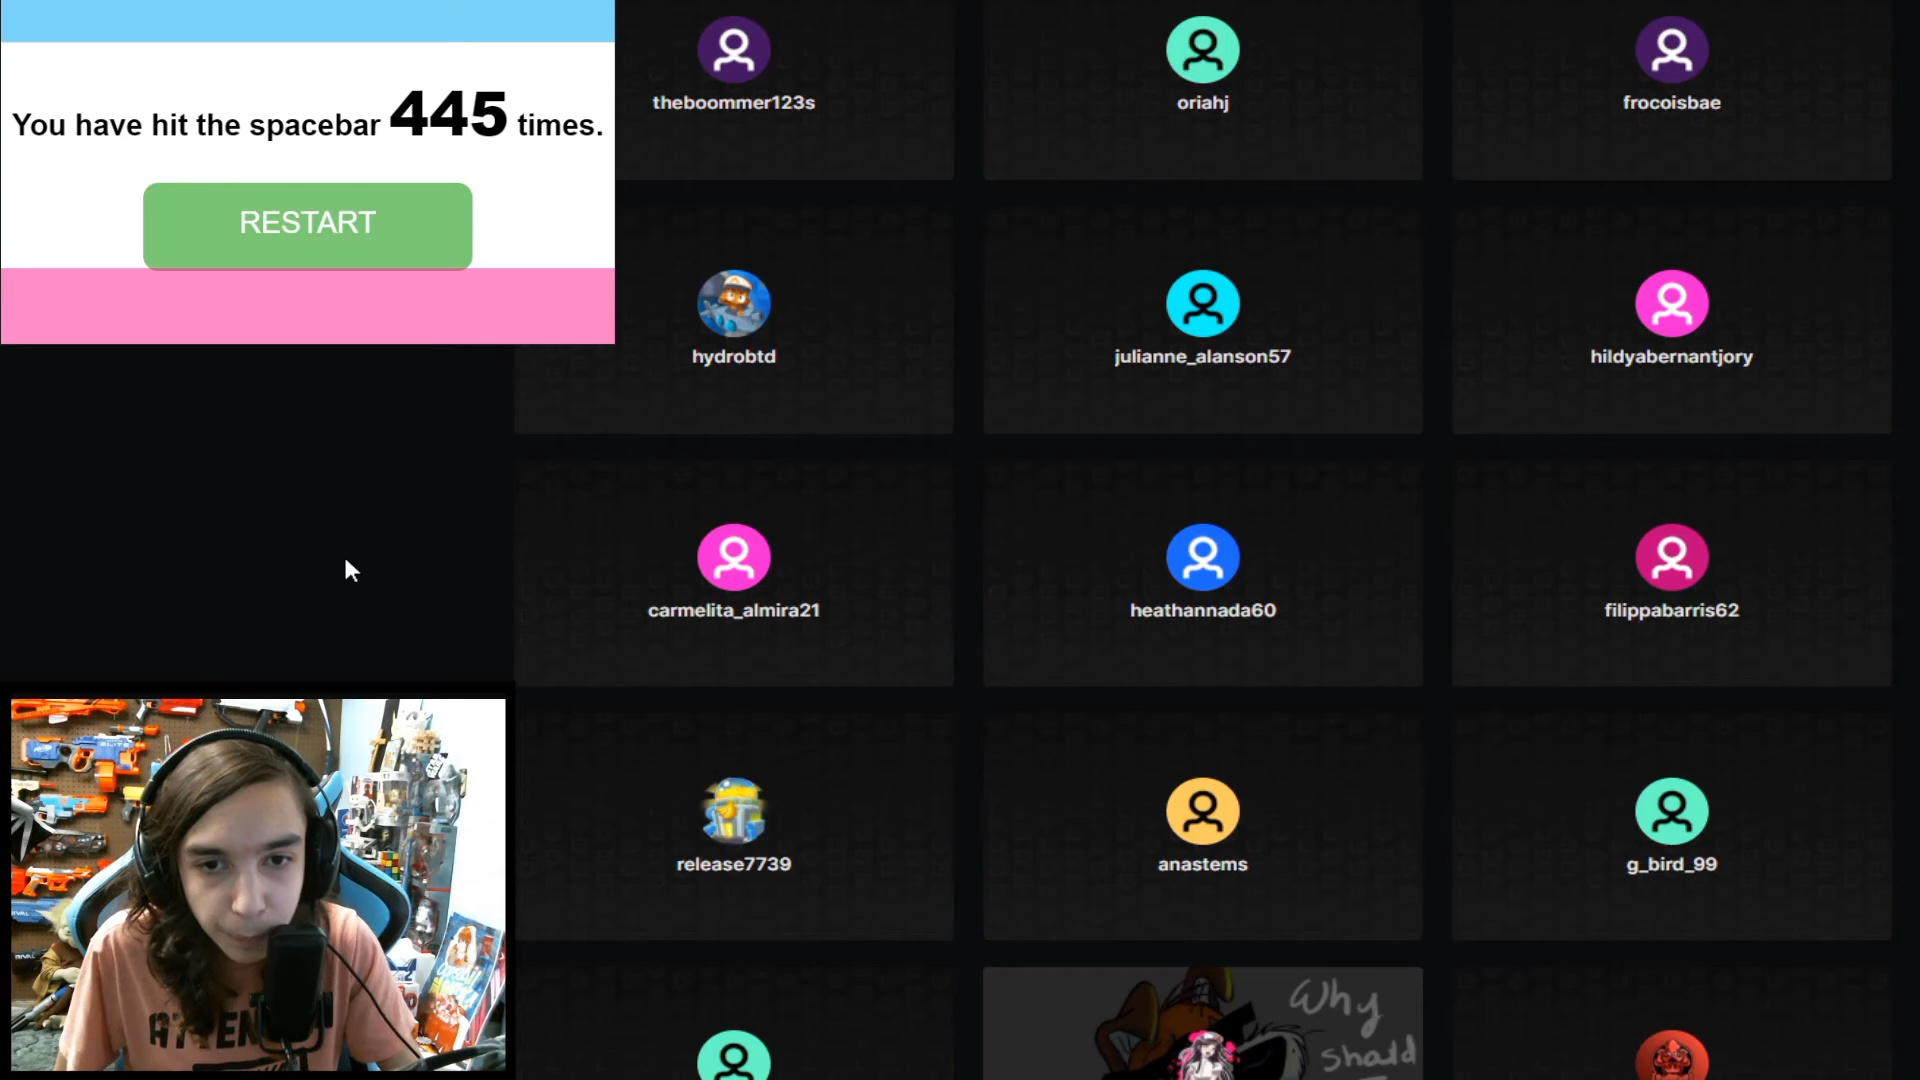 You have hit the spacebar 445 times.
RESTART
theboommer123s
oriahj
frocoisbae
hydrobtd
julianne_alanson57
hildyabernantjory
carmelita_almira21
heathannada60
filippabarris62
release7739
anastems
g_bird_99
Why
should